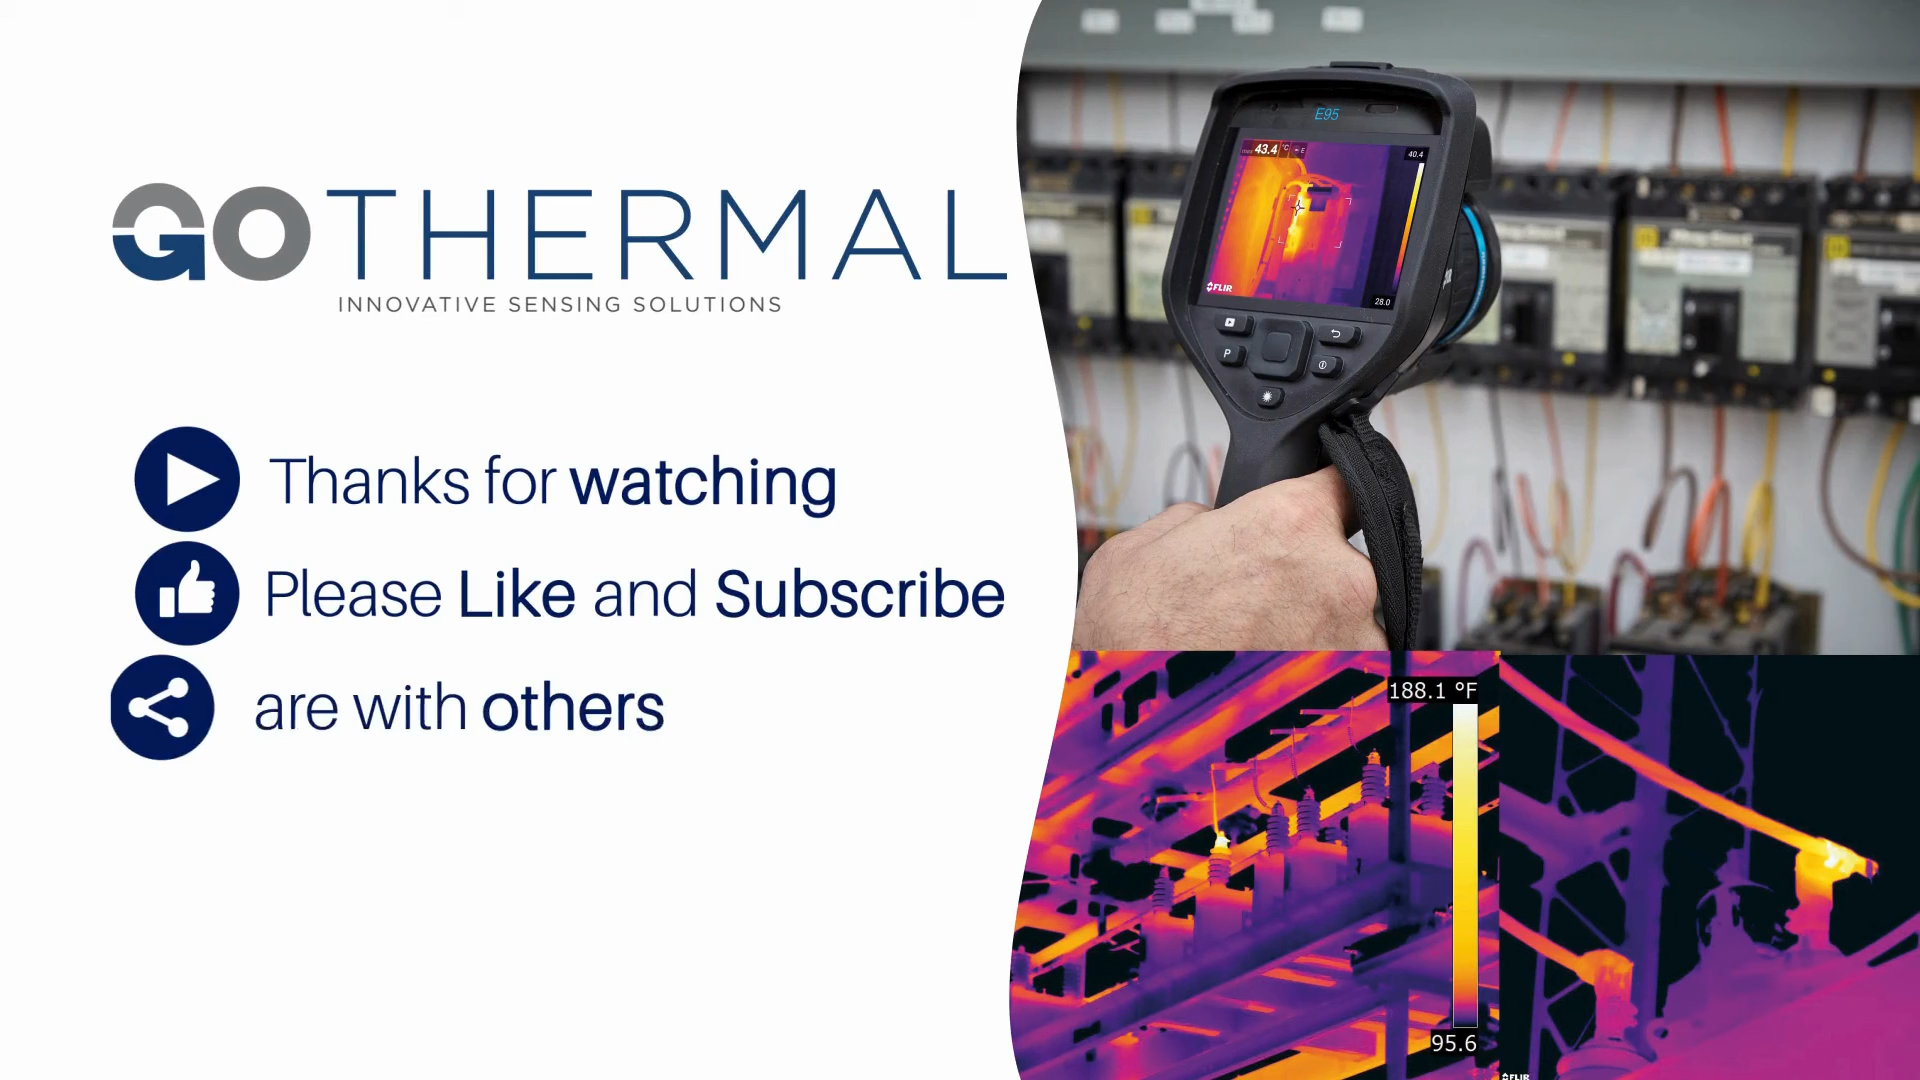 GOTHERMAL
INNOVATIVE SENSING SOLUTIONS
Thanks for watching
Please Like and Subscribe
are with others
E95
43.4 °C
40.4
FLIR
28.0
P
188.1 °F
95.6
FLIR